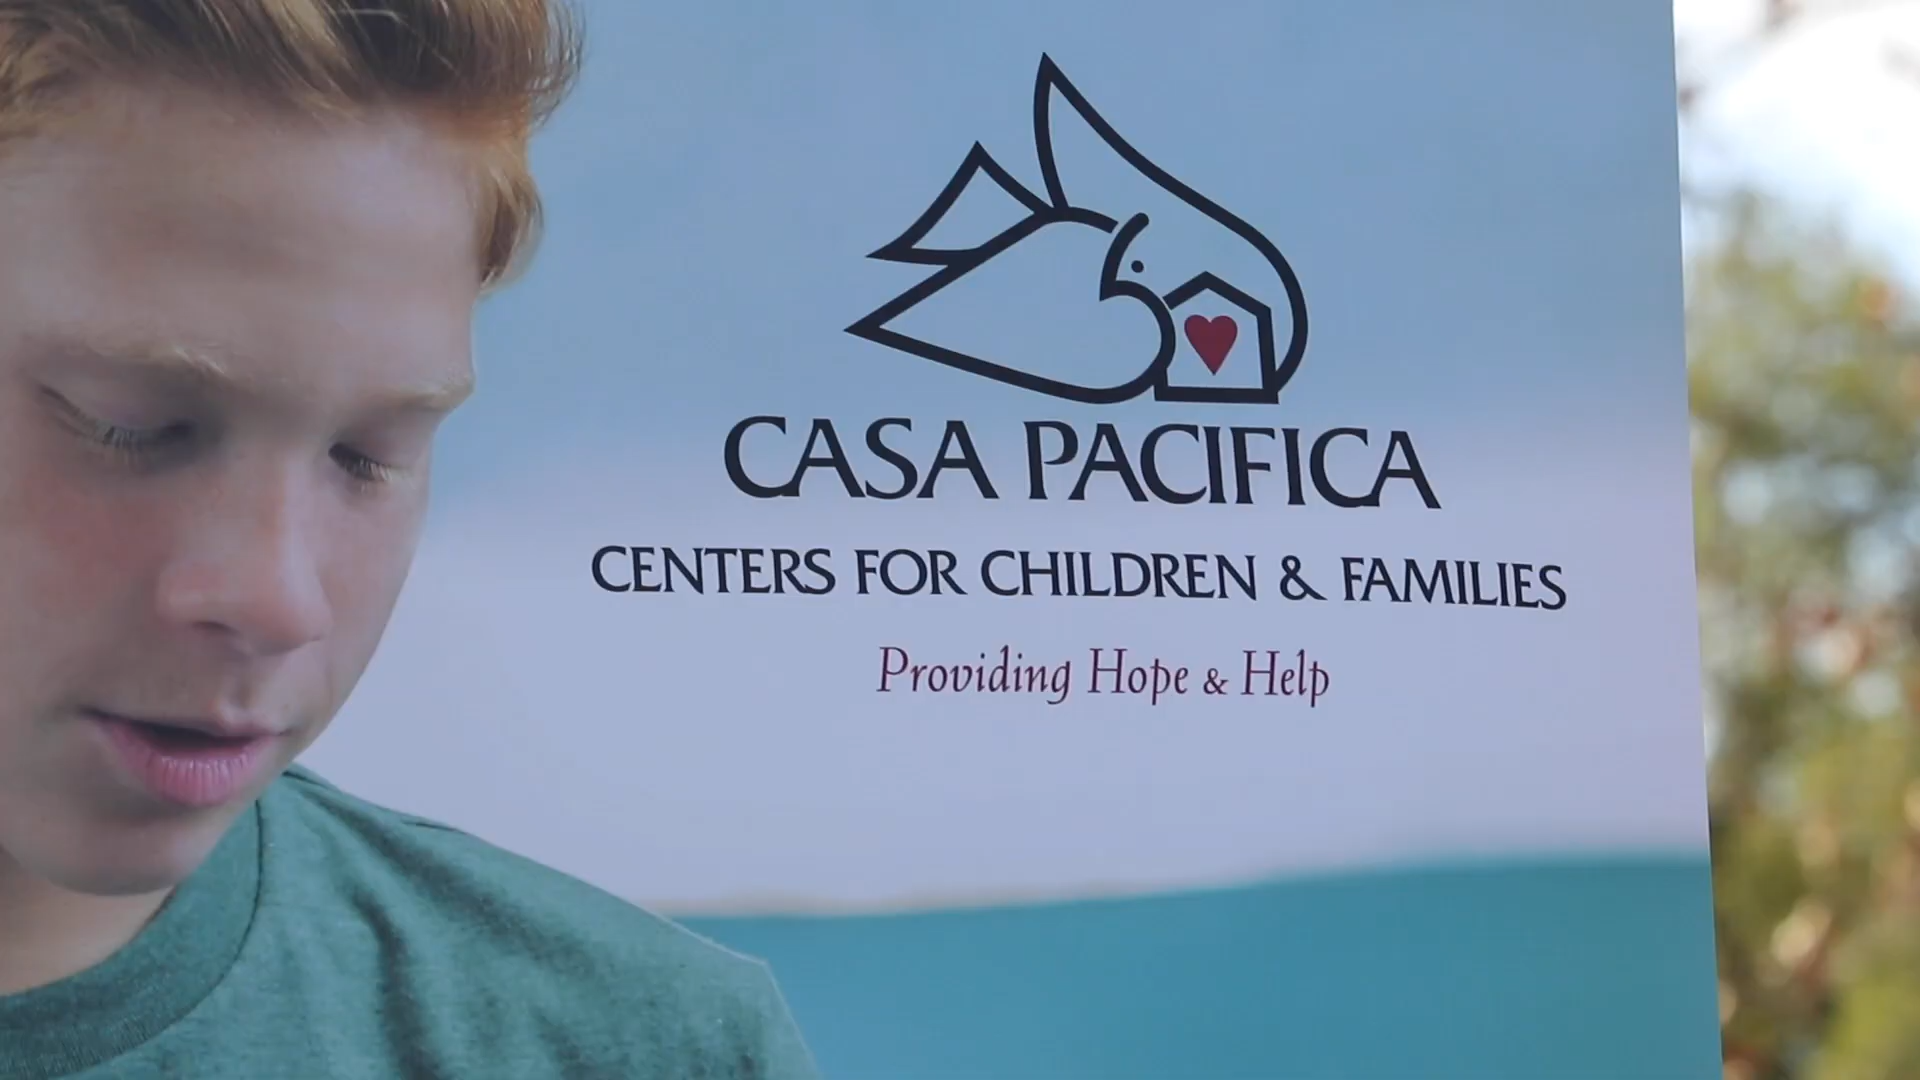 CASA PACIFICA
CENTERS FOR CHILDREN & FAMILIES
Providing Hope & Help